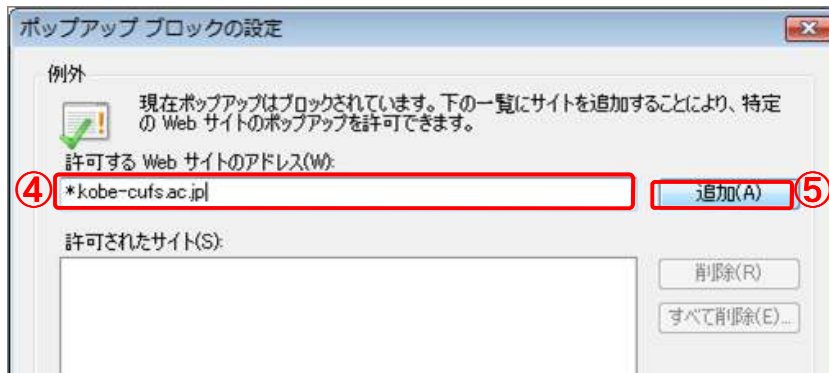 ポップアップ ブロックの設定
例外
現在ポップアップはブロックされています。下の一覧にサイトを追加することにより、特定
の Web サイトのポップアップを許可できます。
許可する Web サイトのアドレス(W):
④ *kobe-cufs.ac.jp 追加(A) ⑤
許可されたサイト(S):
削除(R)
すべて削除(E)...